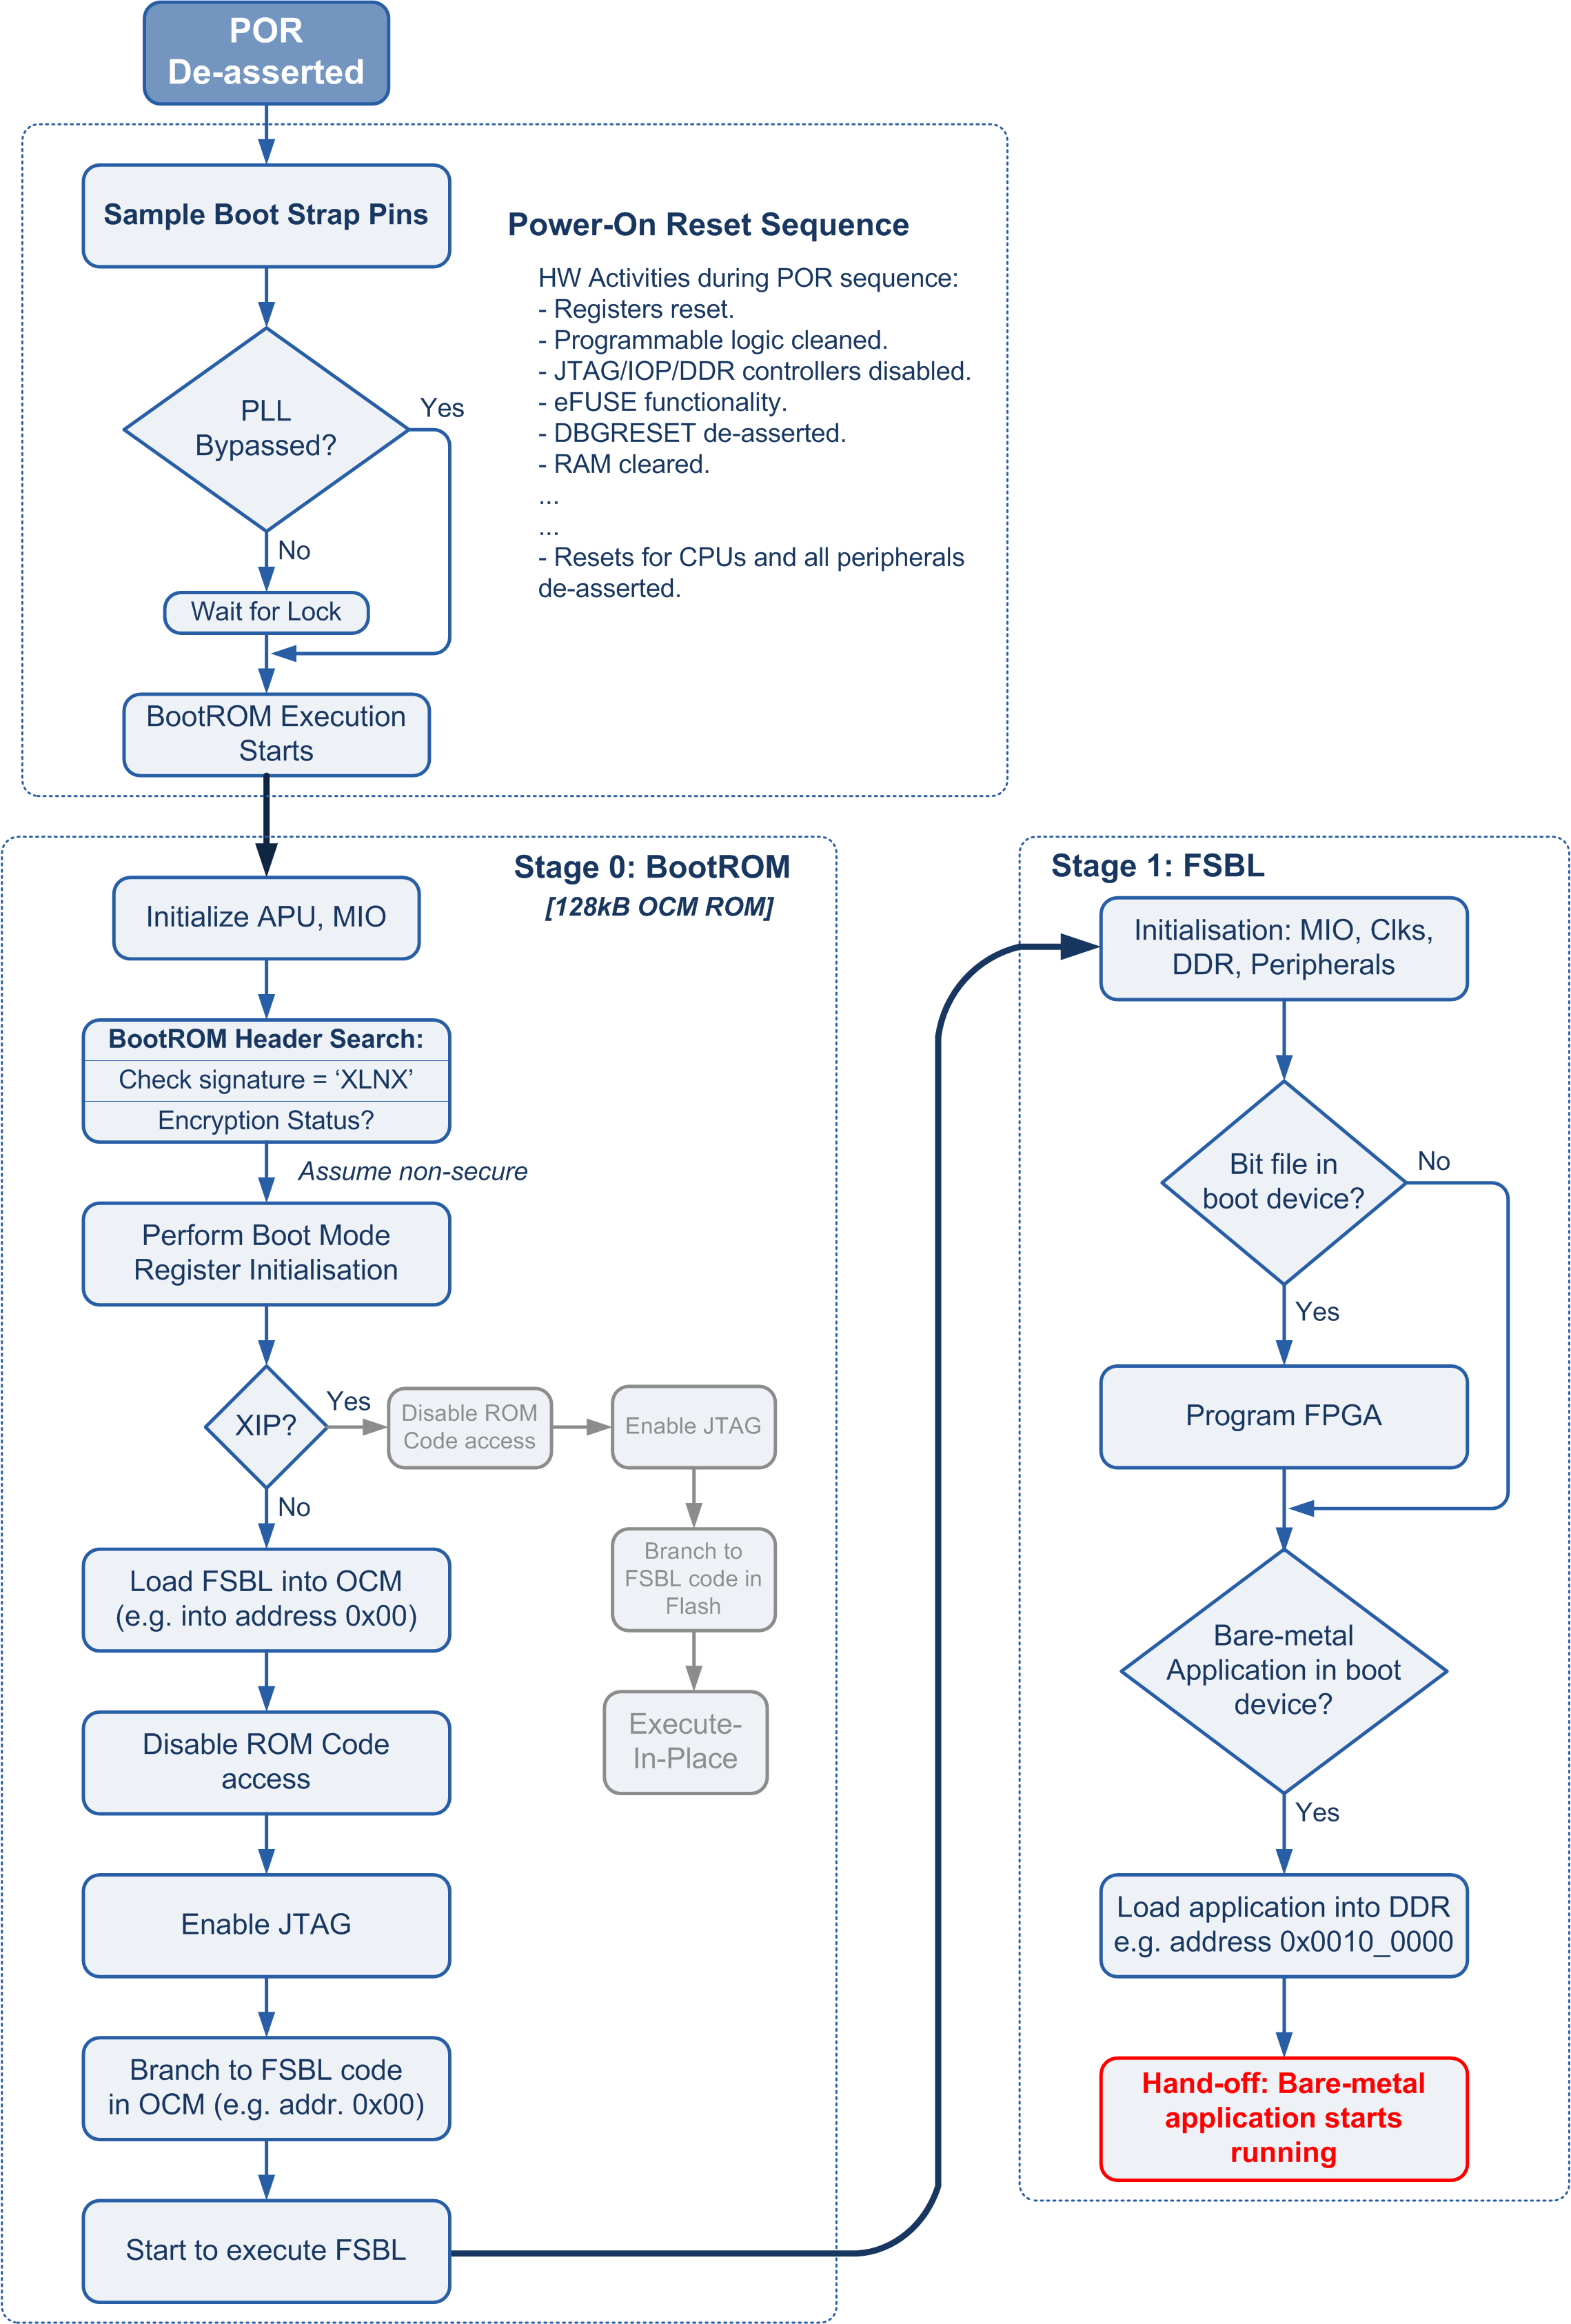 POR
De-asserted
Sample Boot Strap Pins
Power-On Reset Sequence
HW Activities during POR sequence:
- Registers reset.
- Programmable logic cleaned.
- JTAG/IOP/DDR controllers disabled.
- eFUSE functionality.
- DBGRESET de-asserted.
- RAM cleared.
...
...
- Resets for CPUs and all peripherals
de-asserted.
PLL
Bypassed?
Yes
No
Wait for Lock
BootROM Execution
Starts
Stage 0: BootROM
[128kB OCM ROM]
Initialize APU, MIO
BootROM Header Search:
Check signature = ‘XLNX’
Encryption Status?
Assume non-secure
Perform Boot Mode
Register Initialisation
XIP?
Yes
Disable ROM
Code access
Enable JTAG
Branch to
FSBL code in
Flash
Execute-
In-Place
No
Load FSBL into OCM
(e.g. into address 0x00)
Disable ROM Code
access
Enable JTAG
Branch to FSBL code
in OCM (e.g. addr. 0x00)
Start to execute FSBL
Stage 1: FSBL
Initialisation: MIO, Clks,
DDR, Peripherals
Bit file in
boot device?
No
Yes
Program FPGA
Bare-metal
Application in boot
device?
Yes
Load application into DDR
e.g. address 0x0010_0000
Hand-off: Bare-metal
application starts
running